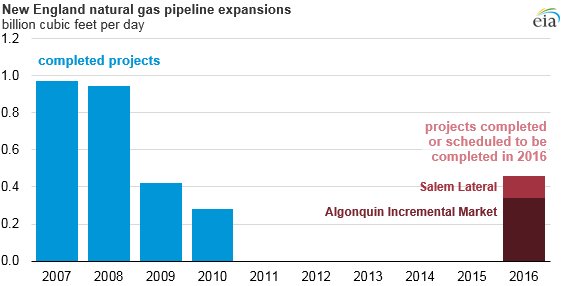 New England natural gas pipeline expansions
billion cubic feet per day
eia
1.2
completed projects
1.0
0.8
projects completed
or scheduled to be
completed in 2016
0.6
0.4
Salem Lateral
Algonquin Incremental Market
0.2
0.0
2007 2008 2009 2010 2011 2012 2013 2014 2015 2016